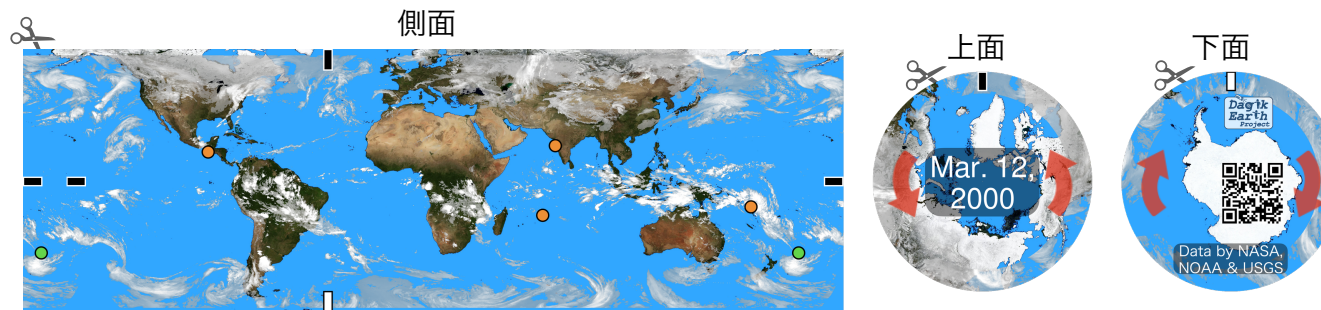 側面
上面
下面
Mar. 12,
2000
Dagik
Earth
Project
Data by NASA,
NOAA & USGS